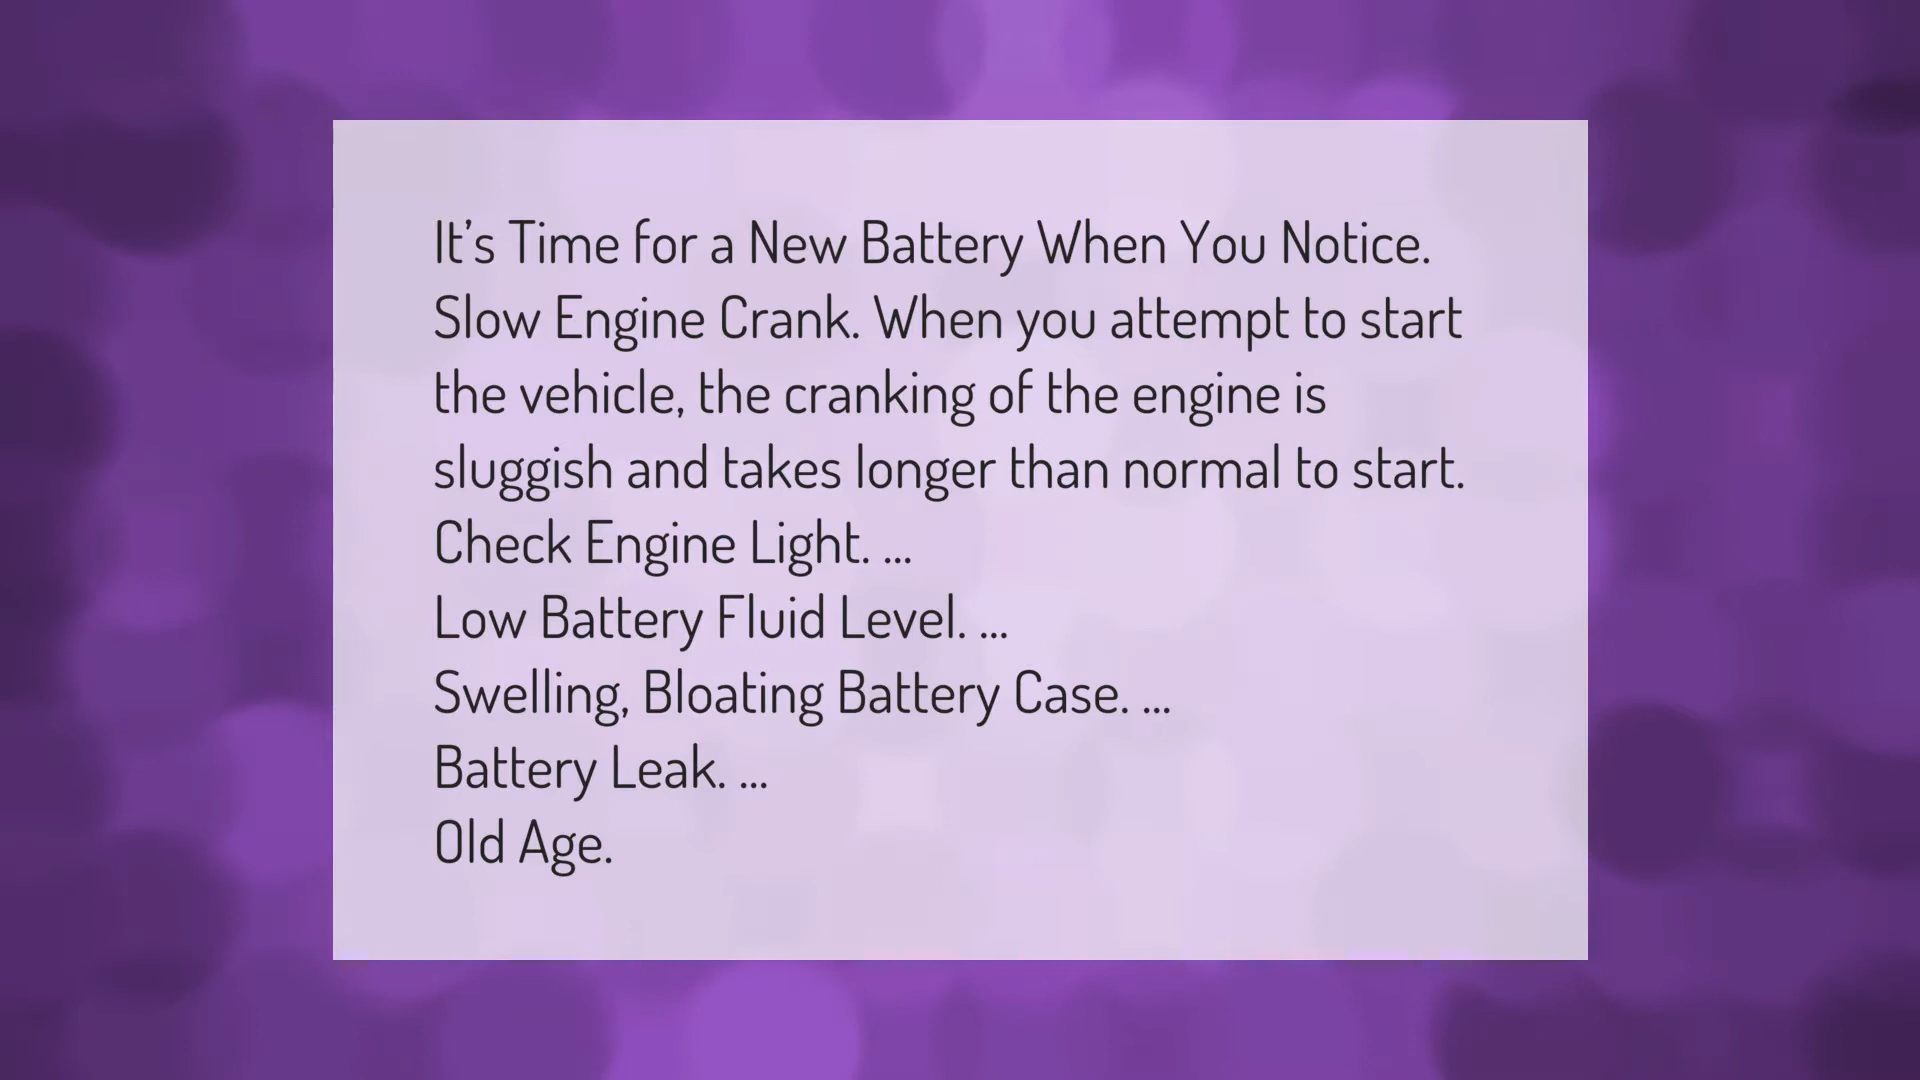 It's Time for a New Battery When You Notice.
Slow Engine Crank. When you attempt to start
the vehicle, the cranking of the engine is
sluggish and takes longer than normal to start.
Check Engine Light. ...
Low Battery Fluid Level. ...
Swelling, Bloating Battery Case. ...
Battery Leak. ...
Old Age.